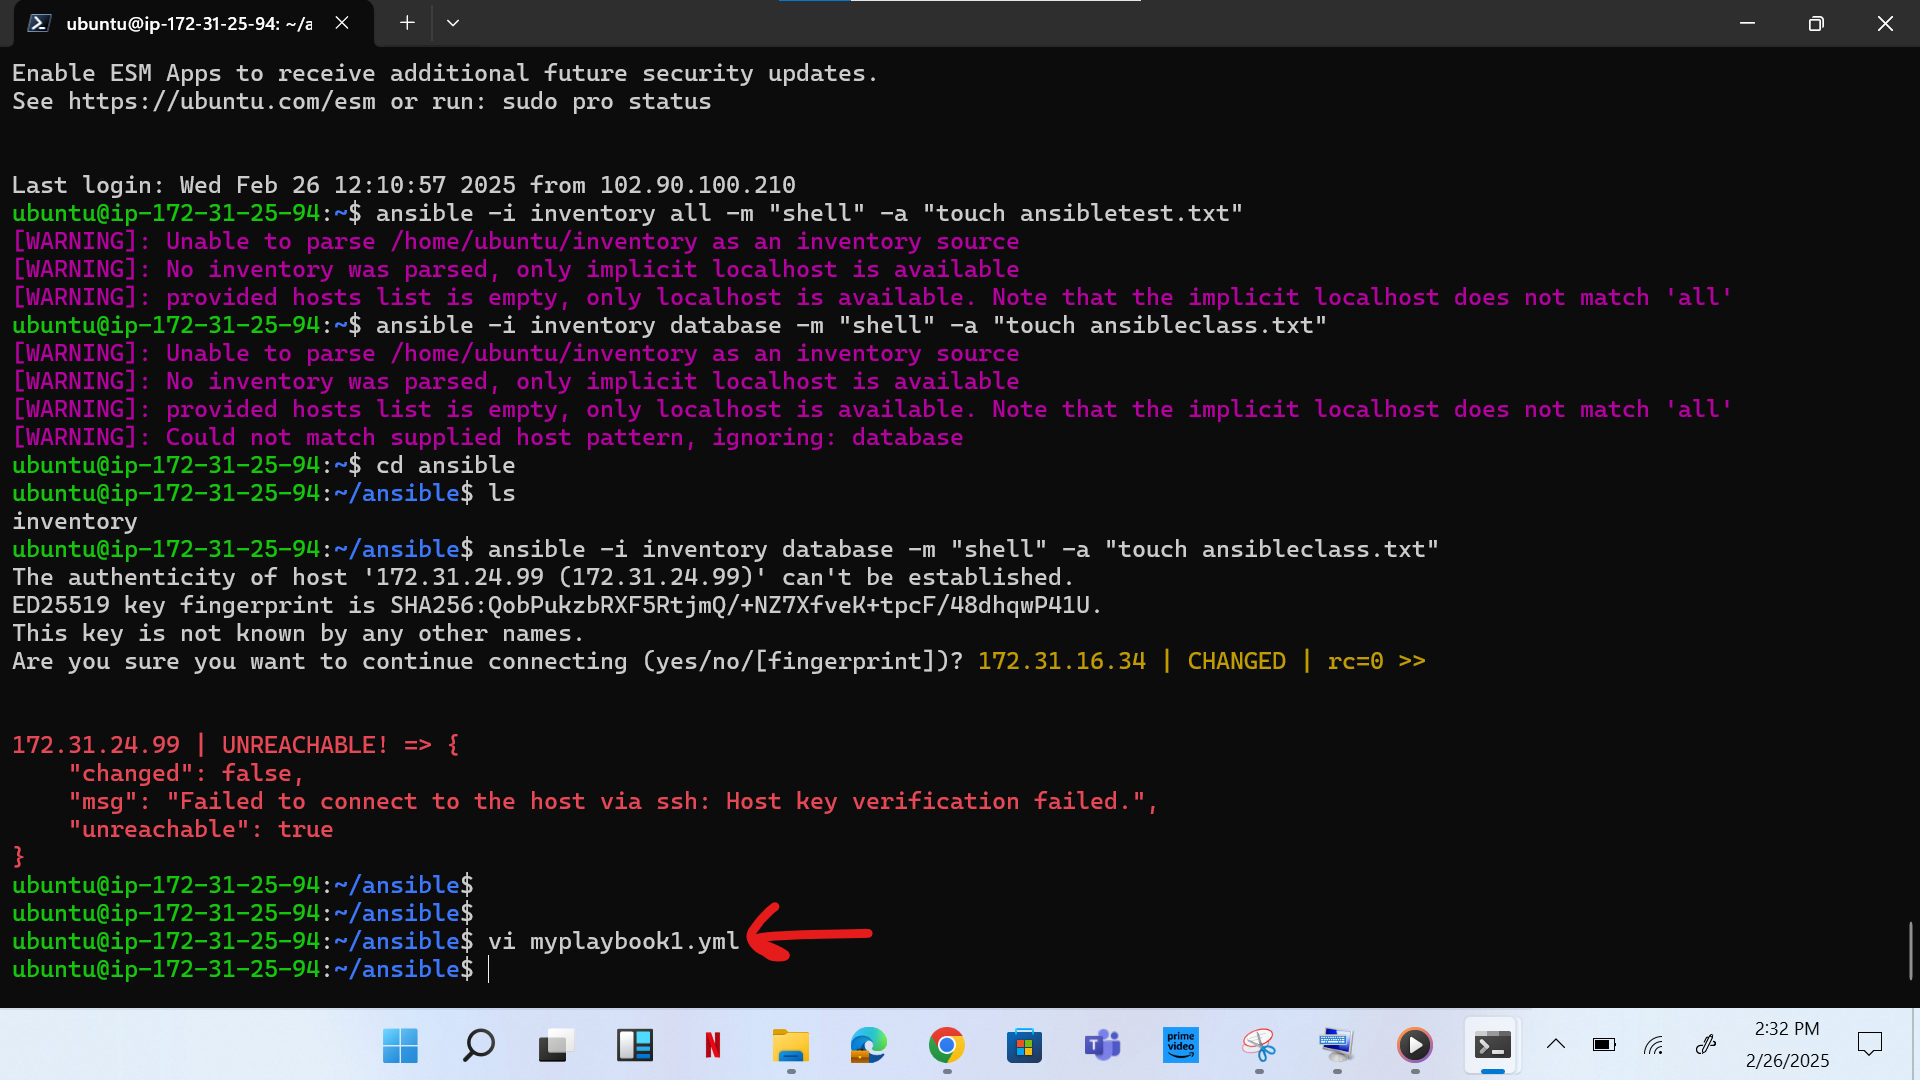 ubuntu@ip-172-31-25-94: ~/a
Enable ESM Apps to receive additional future security updates.
See https://ubuntu.com/esm or run: sudo pro status
Last login: Wed Feb 26 12:10:57 2025 from 102.90.100.210
ubuntu@ip-172-31-25-94:~$ ansible -i inventory all -m "shell" -a "touch ansibletest.txt"
[WARNING]: Unable to parse /home/ubuntu/inventory as an inventory source
[WARNING]: No inventory was parsed, only implicit localhost is available
[WARNING]: provided hosts list is empty, only localhost is available. Note that the implicit localhost does not match 'all'
ubuntu@ip-172-31-25-94:~$ ansible -i inventory database -m "shell" -a "touch ansibleclass.txt"
[WARNING]: Unable to parse /home/ubuntu/inventory as an inventory source
[WARNING]: No inventory was parsed, only implicit localhost is available
[WARNING]: provided hosts list is empty, only localhost is available. Note that the implicit localhost does not match 'all'
[WARNING]: Could not match supplied host pattern, ignoring: database
ubuntu@ip-172-31-25-94:~$ cd ansible
ubuntu@ip-172-31-25-94:~/ansible$ ls
inventory
ubuntu@ip-172-31-25-94:~/ansible$ ansible -i inventory database -m "shell" -a "touch ansibleclass.txt"
The authenticity of host '172.31.24.99 (172.31.24.99)' can't be established.
ED25519 key fingerprint is SHA256:QobPukzbRXF5RtjmQ/+NZ7XfveK+tpcF/48dhqwP41U.
This key is not known by any other names.
Are you sure you want to continue connecting (yes/no/[fingerprint])? 172.31.16.34 | CHANGED | rc=0 >>
172.31.24.99 | UNREACHABLE! => {
    "changed": false,
    "msg": "Failed to connect to the host via ssh: Host key verification failed.",
    "unreachable": true
}
ubuntu@ip-172-31-25-94:~/ansible$
ubuntu@ip-172-31-25-94:~/ansible$
ubuntu@ip-172-31-25-94:~/ansible$ vi myplaybook1.yml
ubuntu@ip-172-31-25-94:~/ansible$
N
T
prime video
2:32 PM
2/26/2025